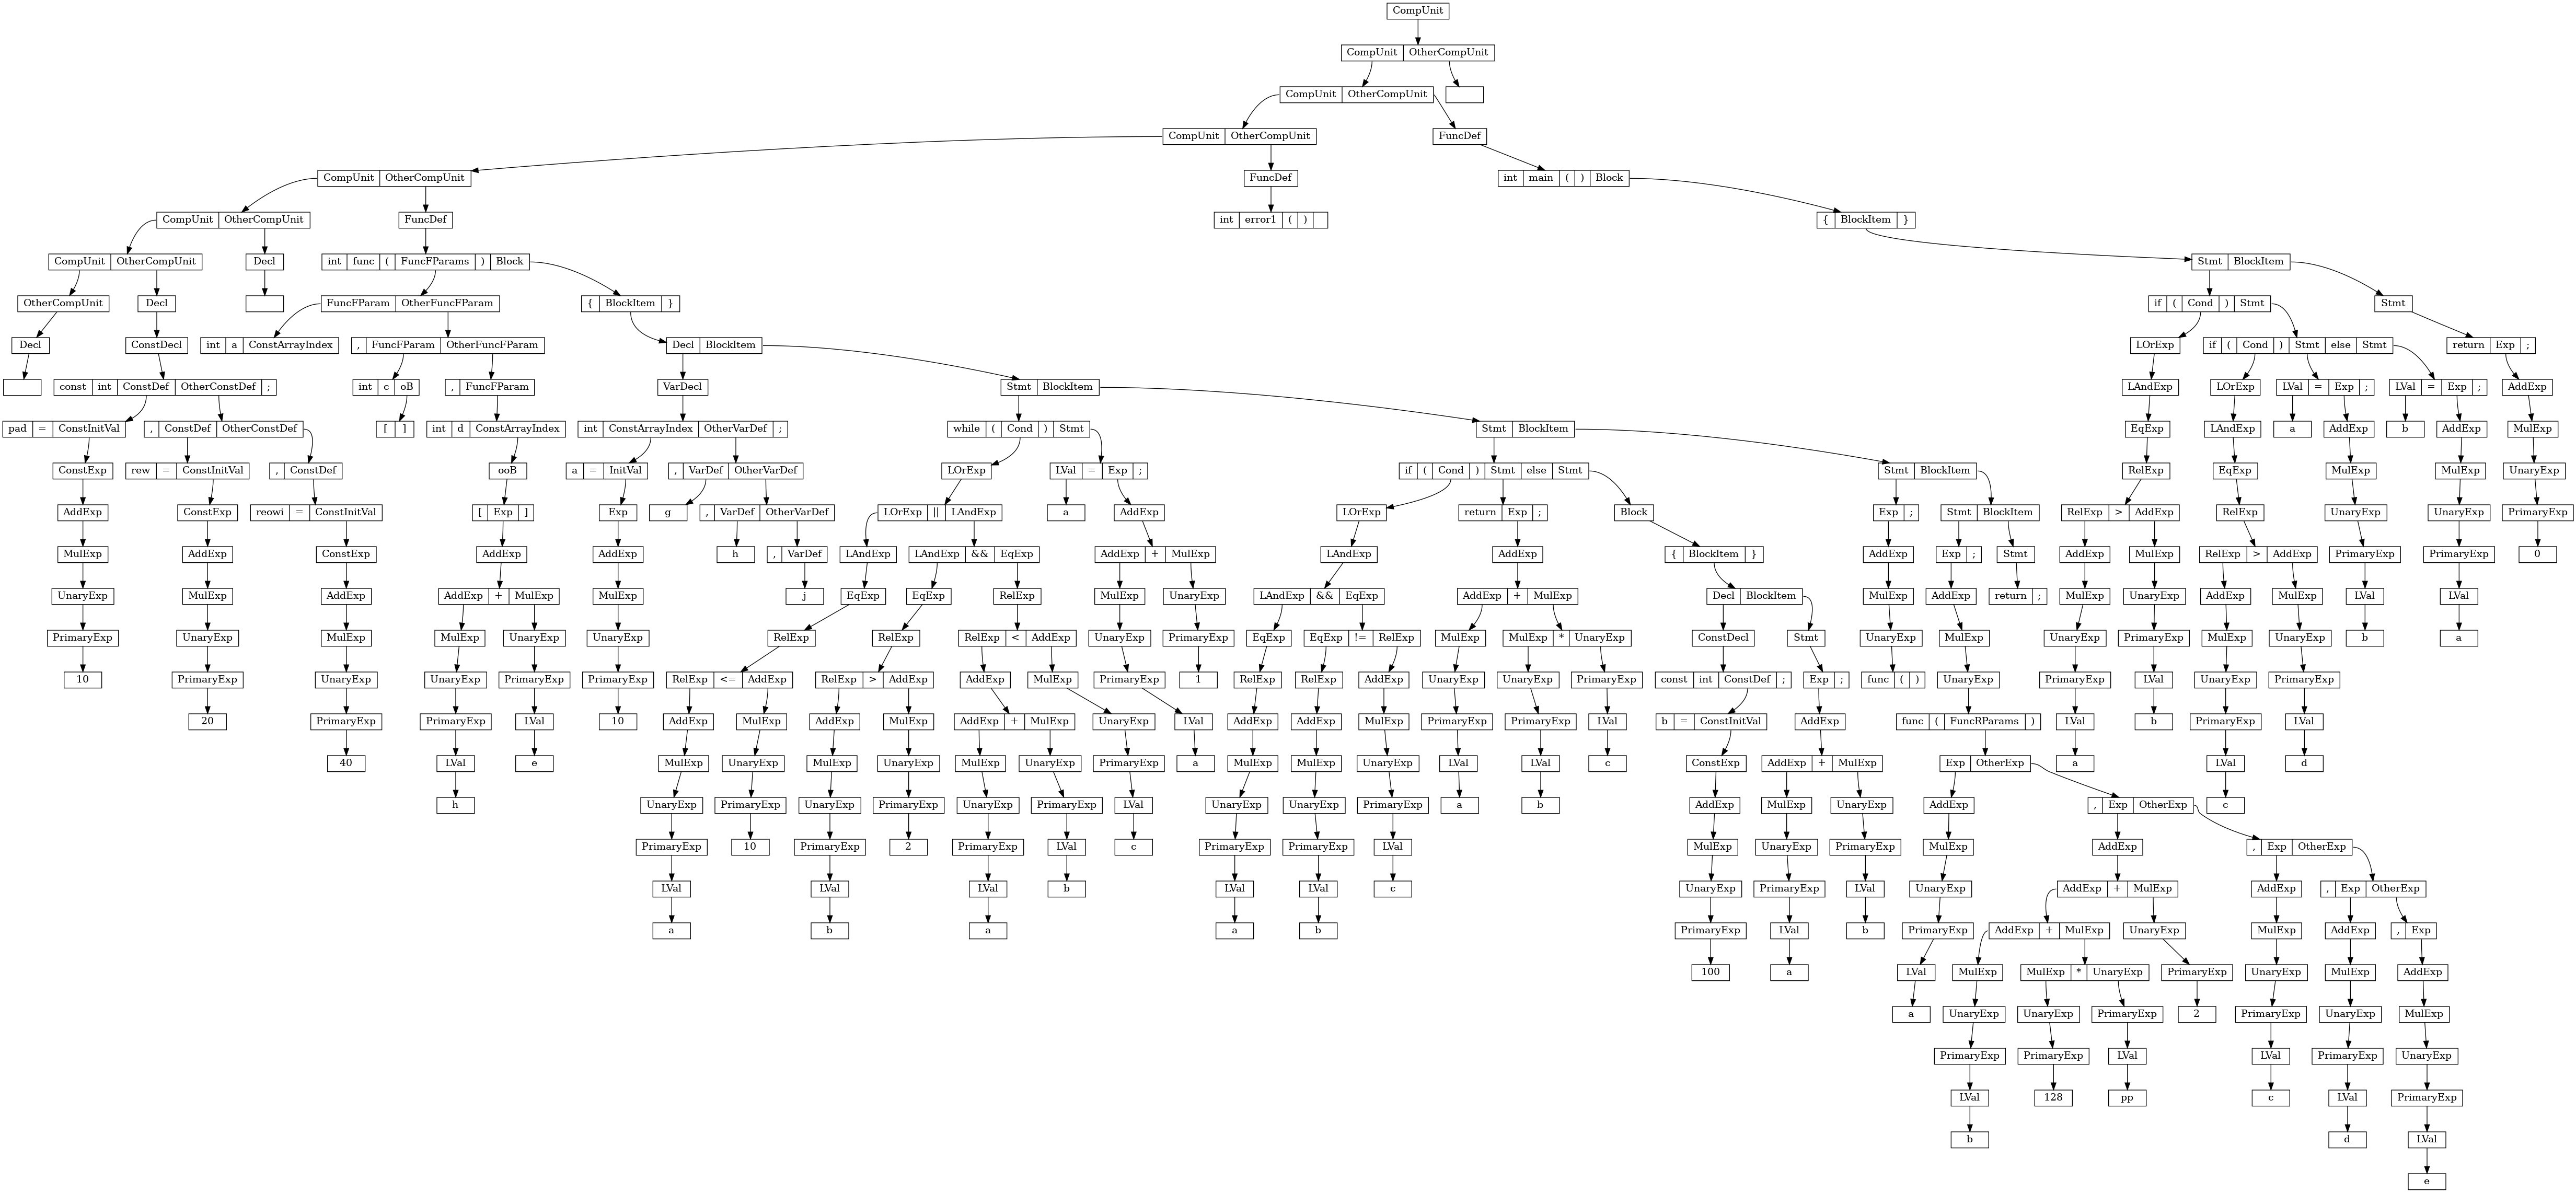 CompUnit
CompUnit OtherCompUnit
CompUnit OtherCompUnit
CompUnit OtherCompUnit FuncDef
CompUnit OtherCompUnit FuncDef int main ( ) Block
CompUnit OtherCompUnit FuncDef int error1 ( ) { BlockItem }
CompUnit OtherCompUnit Decl int func ( FuncFParams ) Block Stmt BlockItem
OtherCompUnit Decl FuncFParam OtherFuncFParam { BlockItem } if ( Cond ) Stmt Stmt
Decl ConstDecl int a ConstArrayIndex , FuncFParam OtherFuncFParam Decl BlockItem LOrExp if ( Cond ) Stmt else Stmt return Exp ;
const int ConstDef OtherConstDef ; int c oB , FuncFParam VarDecl Stmt BlockItem LAndExp LOrExp LVal = Exp ; LVal = Exp ; AddExp
pad = ConstInitVal , ConstDef OtherConstDef [ ] int d ConstArrayIndex int ConstArrayIndex OtherVarDef ; while ( Cond ) Stmt Stmt BlockItem EqExp LAndExp a AddExp b AddExp MulExp
ConstExp rew = ConstInitVal , ConstDef ooB a = InitVal , VarDef OtherVarDef LOrExp LVal = Exp ; if ( Cond ) Stmt else Stmt Stmt BlockItem RelExp EqExp MulExp MulExp UnaryExp
AddExp ConstExp reowi = ConstInitVal [ Exp ] Exp g , VarDef OtherVarDef LOrExp || LAndExp a AddExp LOrExp return Exp ; Block Exp ; Stmt BlockItem RelExp > AddExp RelExp UnaryExp UnaryExp PrimaryExp
MulExp AddExp ConstExp AddExp AddExp h , VarDef LAndExp LAndExp && EqExp AddExp + MulExp LAndExp AddExp { BlockItem } AddExp Exp ; Stmt AddExp MulExp RelExp > AddExp PrimaryExp PrimaryExp 0
UnaryExp MulExp AddExp AddExp + MulExp MulExp j EqExp EqExp RelExp MulExp UnaryExp LAndExp && EqExp AddExp + MulExp Decl BlockItem MulExp AddExp return ; MulExp UnaryExp AddExp MulExp LVal LVal
PrimaryExp UnaryExp MulExp MulExp UnaryExp UnaryExp RelExp RelExp RelExp < AddExp UnaryExp PrimaryExp EqExp EqExp != RelExp MulExp MulExp * UnaryExp ConstDecl Stmt UnaryExp MulExp UnaryExp PrimaryExp MulExp UnaryExp b a
10 PrimaryExp UnaryExp UnaryExp PrimaryExp PrimaryExp RelExp <= AddExp RelExp > AddExp AddExp MulExp PrimaryExp 1 RelExp RelExp AddExp UnaryExp UnaryExp PrimaryExp const int ConstDef ; Exp ; func ( ) UnaryExp PrimaryExp LVal UnaryExp PrimaryExp
20 PrimaryExp PrimaryExp LVal 10 AddExp MulExp AddExp MulExp AddExp + MulExp UnaryExp LVal AddExp AddExp MulExp PrimaryExp PrimaryExp LVal b = ConstInitVal AddExp func ( FuncRParams ) LVal b PrimaryExp LVal
40 LVal e MulExp UnaryExp MulExp UnaryExp MulExp UnaryExp PrimaryExp a MulExp MulExp UnaryExp LVal LVal c ConstExp AddExp + MulExp Exp OtherExp a LVal d
h UnaryExp PrimaryExp UnaryExp PrimaryExp UnaryExp PrimaryExp LVal UnaryExp UnaryExp PrimaryExp a b AddExp MulExp UnaryExp AddExp , Exp OtherExp c
PrimaryExp 10 PrimaryExp 2 PrimaryExp LVal c PrimaryExp PrimaryExp LVal MulExp UnaryExp PrimaryExp MulExp AddExp , Exp OtherExp
LVal LVal LVal b LVal LVal c UnaryExp PrimaryExp LVal UnaryExp AddExp + MulExp AddExp , Exp OtherExp
a b a a b PrimaryExp LVal b PrimaryExp AddExp + MulExp UnaryExp MulExp AddExp , Exp
100 a LVal MulExp MulExp * UnaryExp PrimaryExp UnaryExp MulExp AddExp
a UnaryExp UnaryExp PrimaryExp 2 PrimaryExp UnaryExp MulExp
PrimaryExp PrimaryExp LVal LVal PrimaryExp UnaryExp
LVal 128 pp c LVal PrimaryExp
b d LVal
e